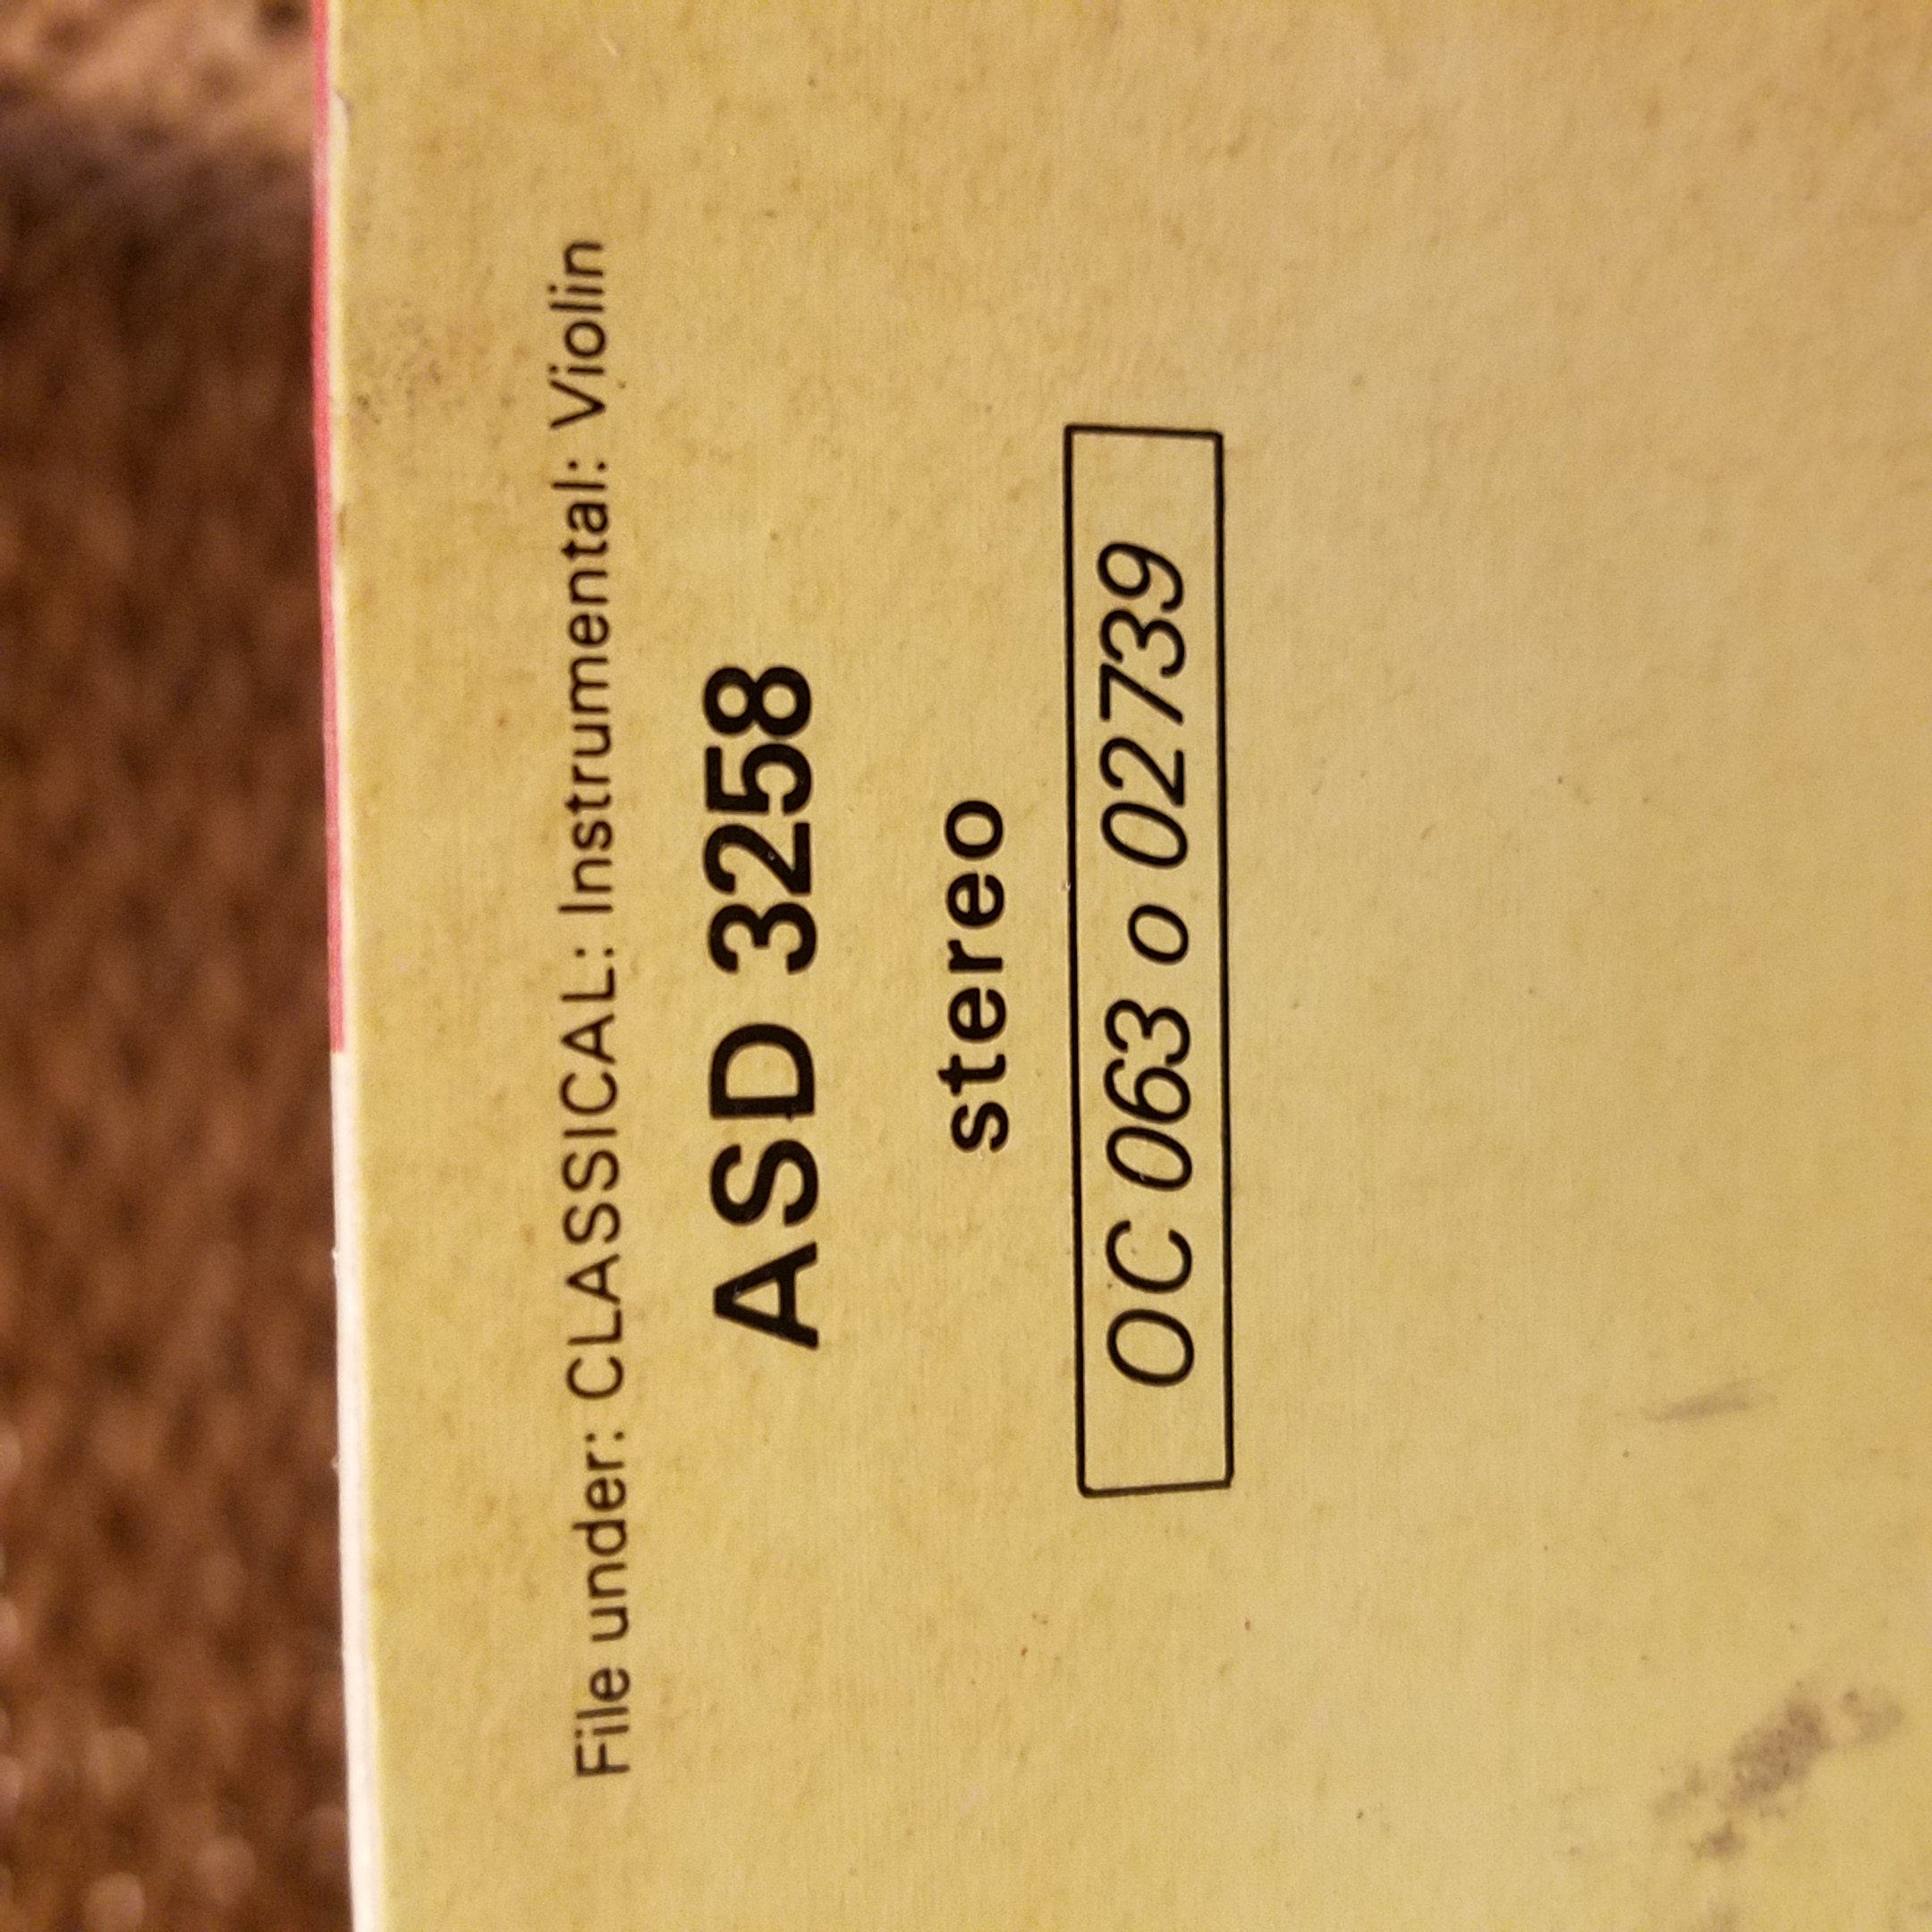 File under: CLASSICAL: Instrumental: Violin
ASD 3258
stereo
OC 063 o 02739